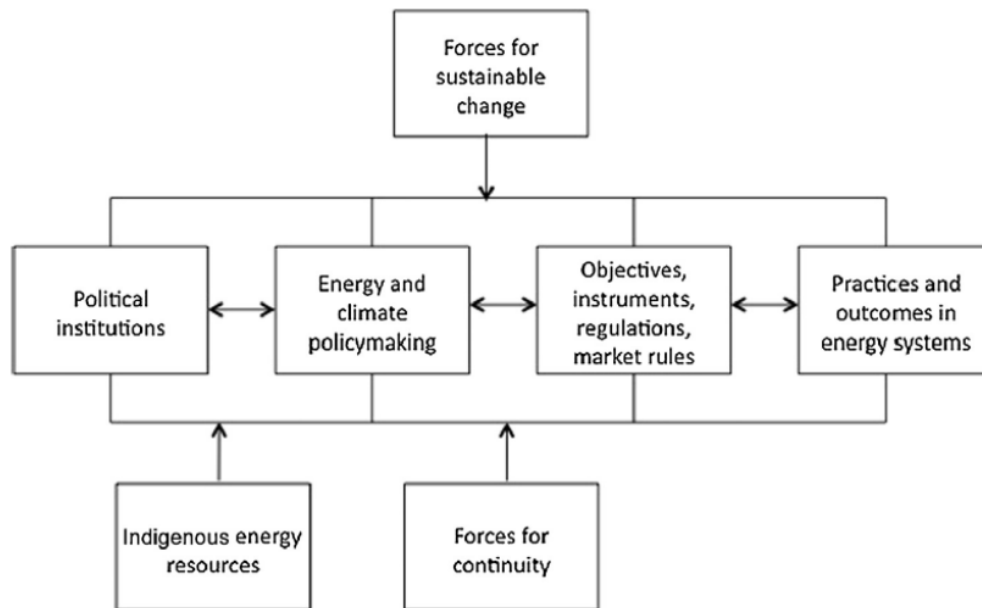 Forces for
sustainable
change
Political
institutions
Energy and
climate
policymaking
Objectives,
instruments,
regulations,
market rules
Practices and
outcomes in
energy systems
Indigenous energy
resources
Forces for
continuity